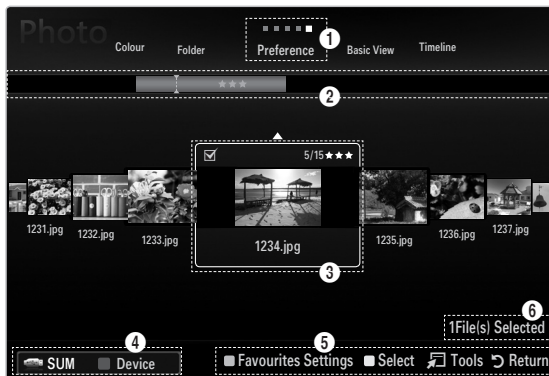 Photo
Colour Folder Preference Basic View Timeline
1
2
5/15★★★
1231.jpg 1232.jpg 1233.jpg 1234.jpg 1235.jpg 1236.jpg 1237.jpg
3
6
1File(s) Selected
4 5
SUM Device Favourites Settings Select Tools Return